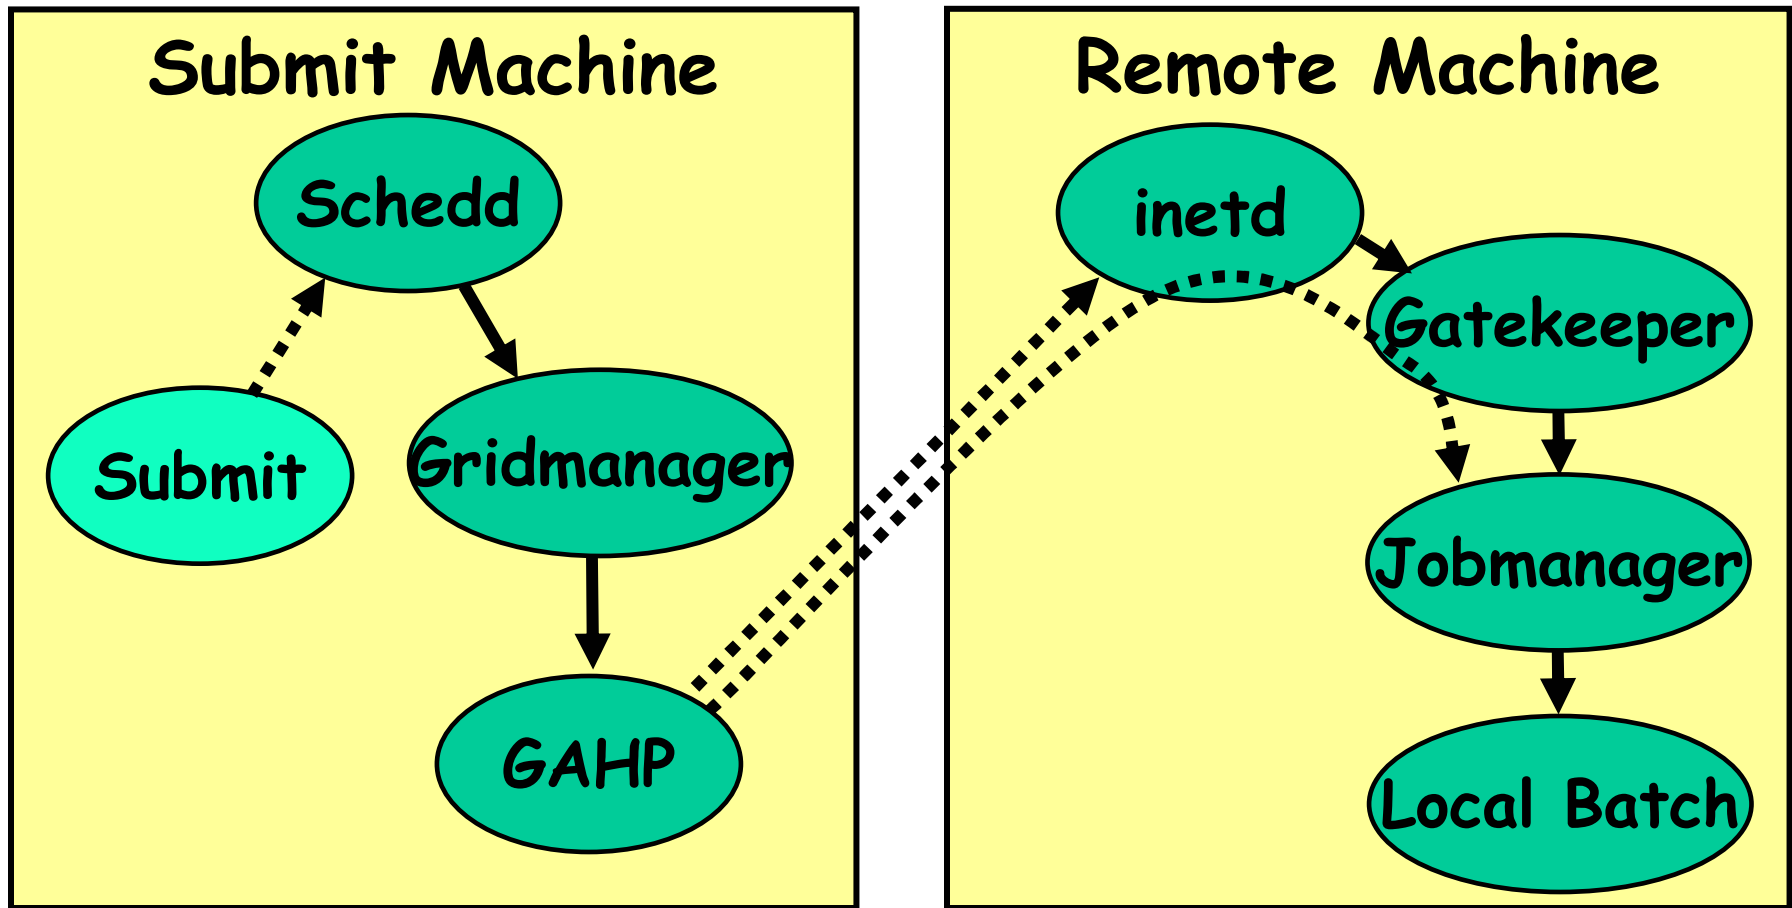 Submit Machine
Schedd
Submit
Gridmanager
GAHP
Remote Machine
inetd
Gatekeeper
Jobmanager
Local Batch